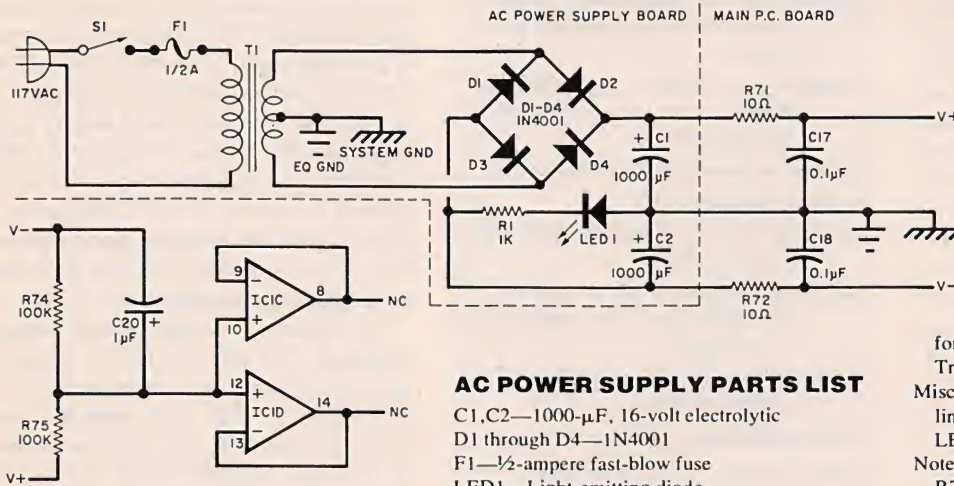 AC POWER SUPPLY BOARD
MAIN P.C. BOARD
S1
F1
1/2A
T1
117VAC
D1
D2
D1-D4
1N4001
D3
D4
EQ GND
SYSTEM GND
+ C1
1000 µF
R71
10Ω
C17
0.1µF
V+
R1
1K
LED1
+ C2
1000 µF
R72
10Ω
C18
0.1µF
V-
V-
R74
100K
C20 +
1µF
R75
100K
V+
9
-
IC1C
8
NC
10
+
12
+
IC1D
14
NC
13
-
AC POWER SUPPLY PARTS LIST
C1,C2—1000-µF, 16-volt electrolytic
D1 through D4—1N4001
F1—½-ampere fast-blow fuse
LED1—Light-emitting diode
for
Tr
Misc
lin
LE
Note